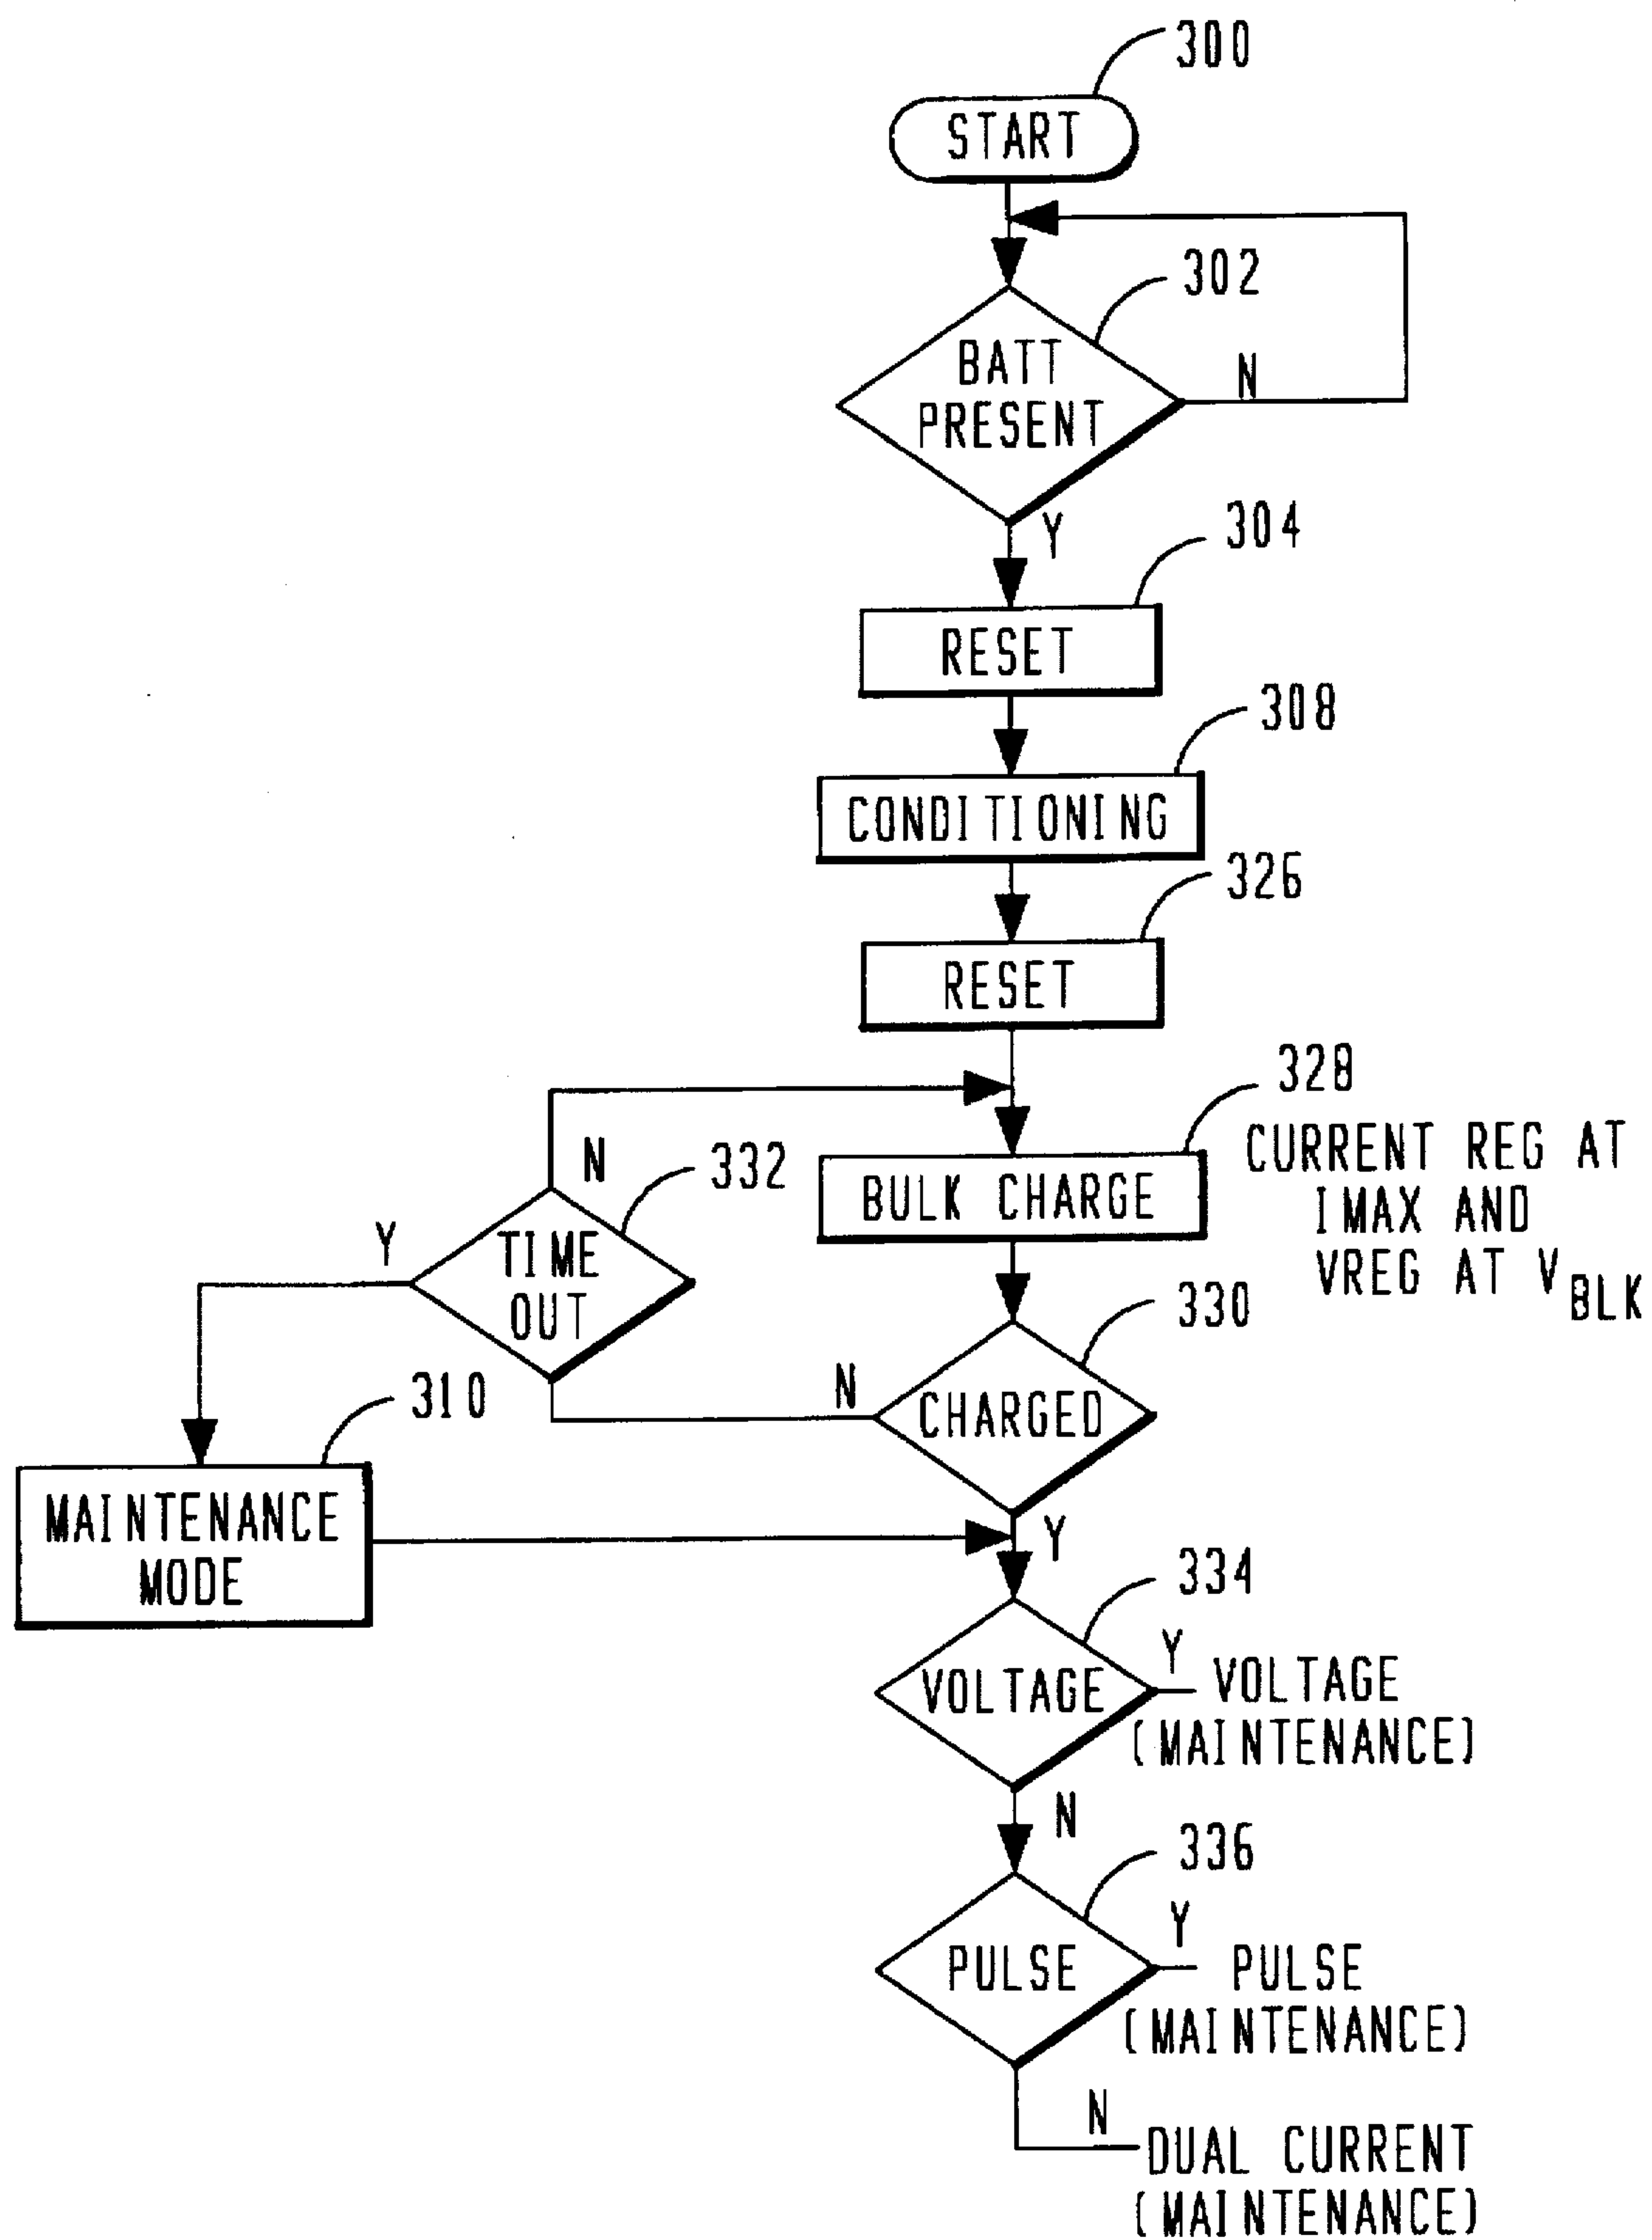 300
START
302
BATT
PRESENT
N
Y
304
RESET
308
CONDITIONING
326
RESET
328
CURRENT REG AT
IMAX AND
VREG AT VBLK
BULK CHARGE
N
332
TIME
OUT
Y
330
CHARGED
N
Y
310
MAINTENANCE
MODE
334
VOLTAGE
Y
VOLTAGE
(MAINTENANCE)
N
336
PULSE
Y
PULSE
(MAINTENANCE)
N
DUAL CURRENT
(MAINTENANCE)